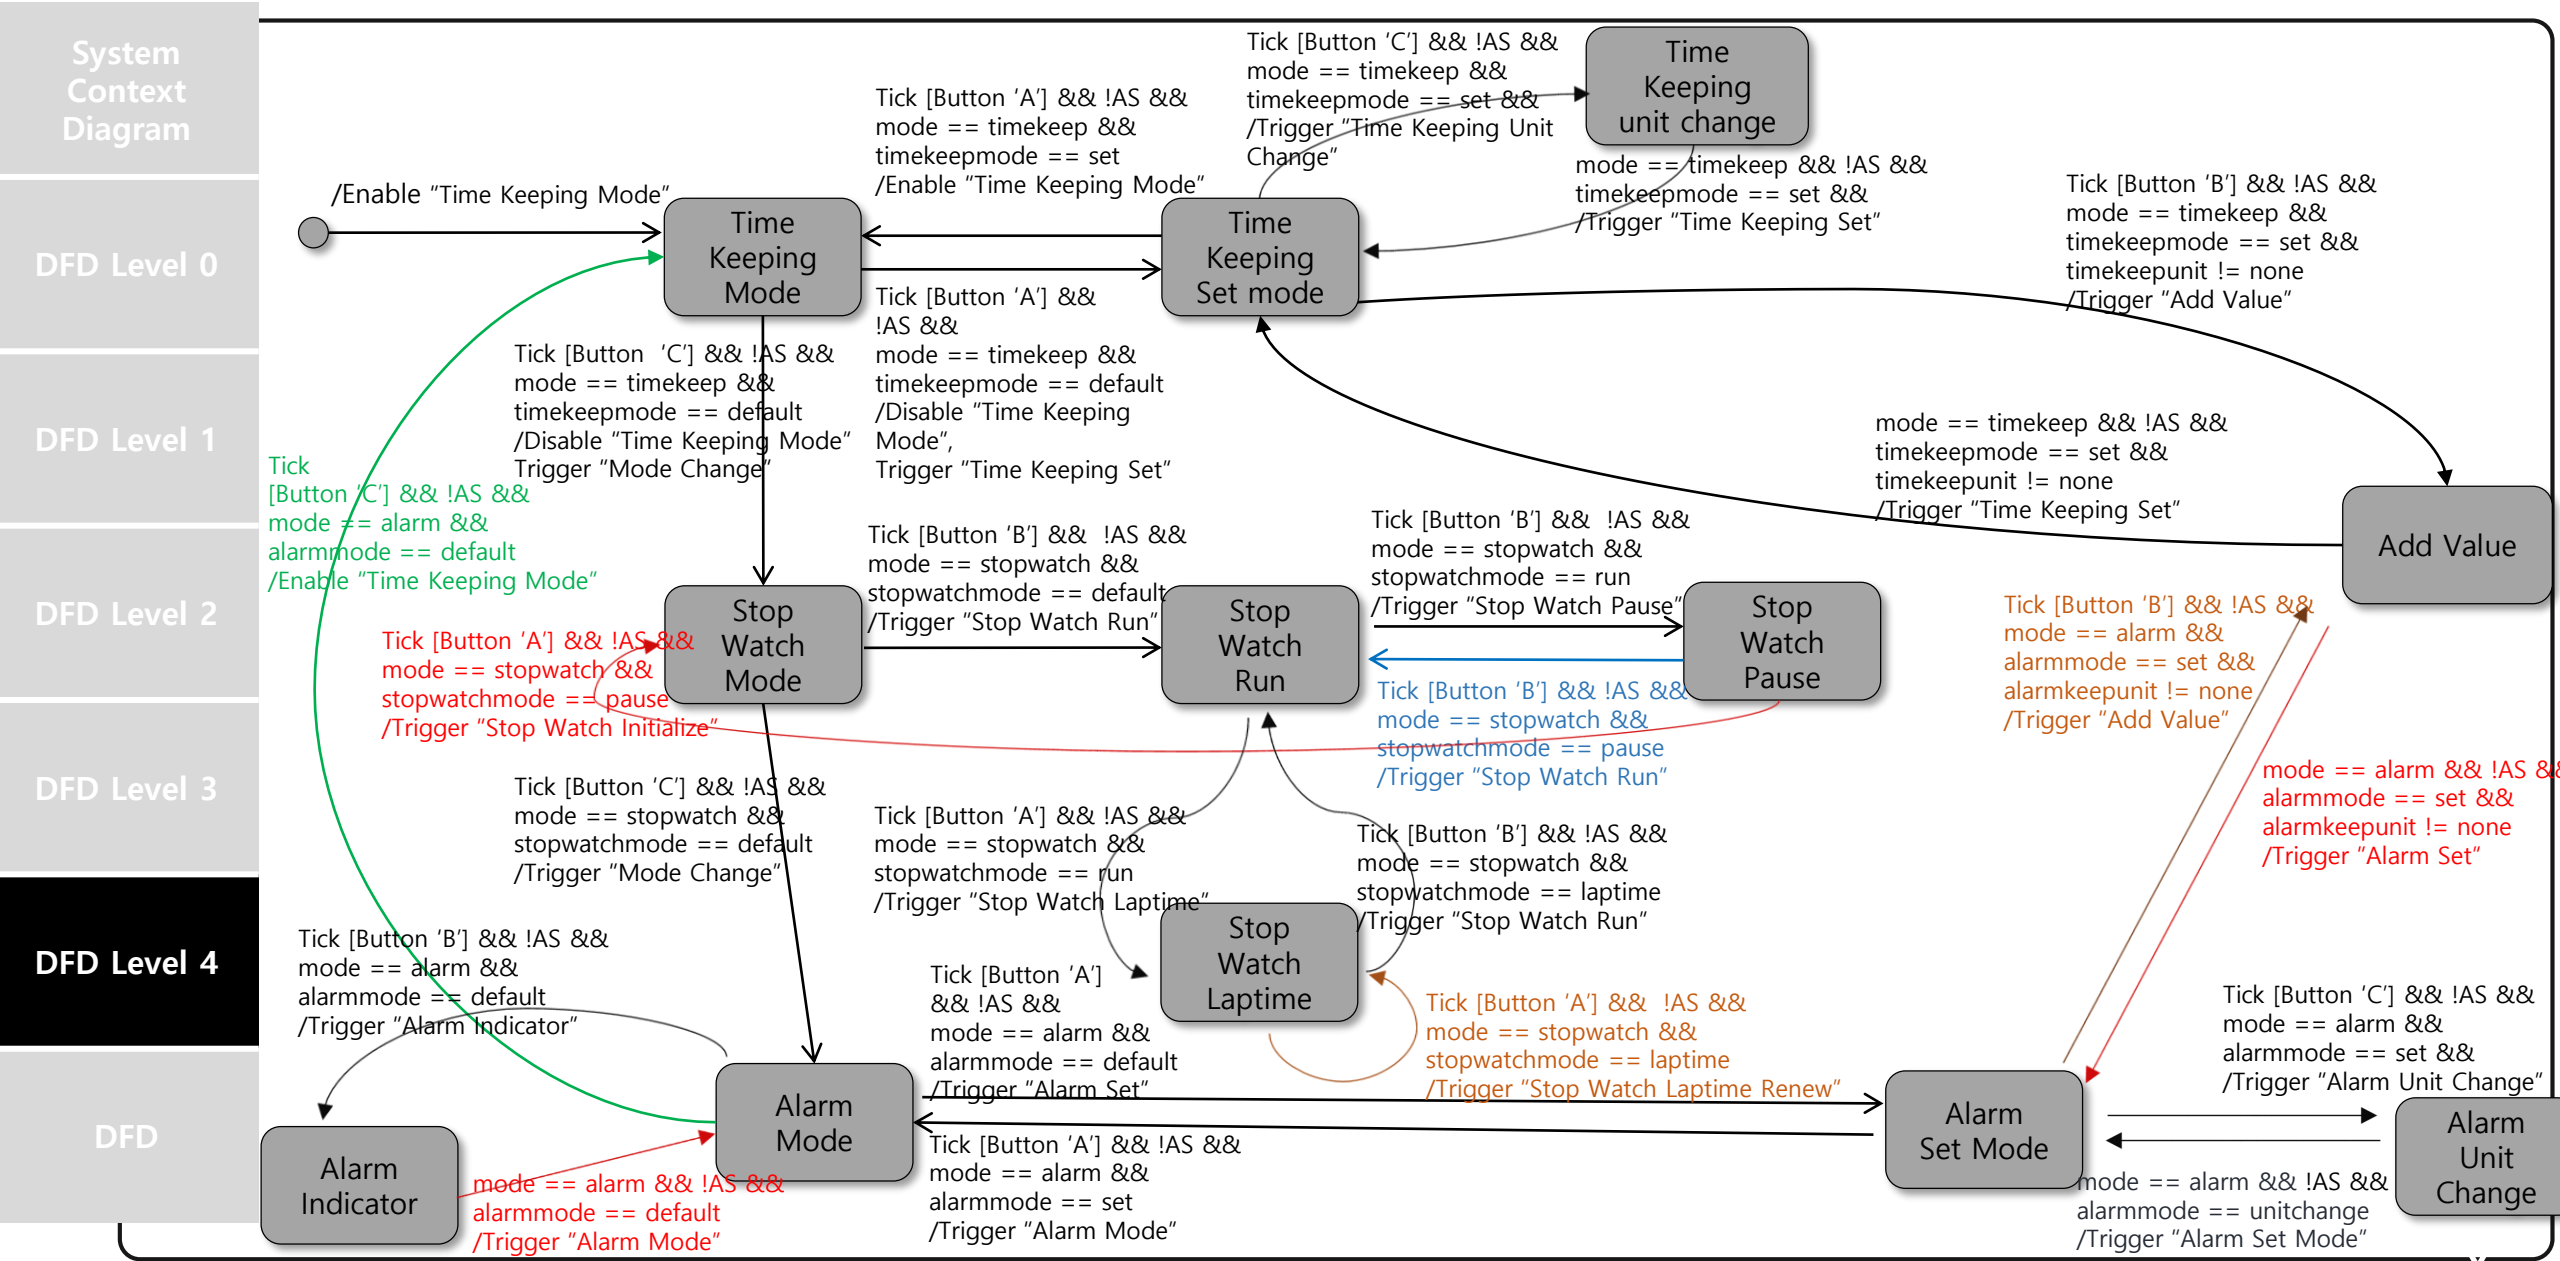 System
Context
Diagram
DFD Level 0
DFD Level 1
DFD Level 2
DFD Level 3
DFD Level 4
DFD
/Enable “Time Keeping Mode”
Time
Keeping
Mode
Tick [Button ‘A’] && !AS &&
mode == timekeep &&
timekeepmode == set
/Enable “Time Keeping Mode”
Time
Keeping
Set mode
Tick [Button ‘C’] && !AS &&
mode == timekeep &&
timekeepmode == set &&
/Trigger “Time Keeping Unit
Change”
Time
Keeping
unit change
mode == timekeep && !AS &&
timekeepmode == set &&
/Trigger “Time Keeping Set”
Tick [Button ‘B’] && !AS &&
mode == timekeep &&
timekeepmode == set &&
timekeepunit != none
/Trigger “Add Value”
Tick [Button  ‘C’] && !AS &&
mode == timekeep &&
timekeepmode == default
/Disable “Time Keeping Mode”
Trigger “Mode Change”
Tick [Button ‘A’] &&
!AS &&
mode == timekeep &&
timekeepmode == default
/Disable “Time Keeping
Mode”,
Trigger “Time Keeping Set”
mode == timekeep && !AS &&
timekeepmode == set &&
timekeepunit != none
/Trigger “Time Keeping Set”
Add Value
Tick
[Button ‘C’] && !AS &&
mode == alarm &&
alarmmode == default
/Enable “Time Keeping Mode”
Tick [Button ‘B’] &&  !AS &&
mode == stopwatch &&
stopwatchmode == default
/Trigger “Stop Watch Run”
Tick [Button ‘B’] &&  !AS &&
mode == stopwatch &&
stopwatchmode == run
/Trigger “Stop Watch Pause”
Stop
Watch
Mode
Stop
Watch
Run
Stop
Watch
Pause
Tick [Button ‘A’] && !AS &&
mode == stopwatch &&
stopwatchmode == pause
/Trigger “Stop Watch Initialize”
Tick [Button ‘B’] && !AS &&
mode == stopwatch &&
stopwatchmode == pause
/Trigger “Stop Watch Run”
Tick [Button ‘B’] && !AS &&
mode == alarm &&
alarmmode == set &&
alarmkeepunit != none
/Trigger “Add Value”
mode == alarm && !AS &&
alarmmode == set &&
alarmkeepunit != none
/Trigger “Alarm Set”
Tick [Button ‘C’] && !AS &&
mode == stopwatch &&
stopwatchmode == default
/Trigger “Mode Change”
Tick [Button ‘A’] && !AS &&
mode == stopwatch &&
stopwatchmode == run
/Trigger “Stop Watch Laptime”
Tick [Button ‘B’] && !AS &&
mode == stopwatch &&
stopwatchmode == laptime
/Trigger “Stop Watch Run”
Stop
Watch
Laptime
Tick [Button ‘B’] && !AS &&
mode == alarm &&
alarmmode == default
/Trigger “Alarm Indicator”
Tick [Button ‘A’]
&& !AS &&
mode == alarm &&
alarmmode == default
/Trigger “Alarm Set”
Tick [Button ‘A’] &&  !AS &&
mode == stopwatch &&
stopwatchmode == laptime
/Trigger “Stop Watch Laptime Renew”
Tick [Button ‘C’] && !AS &&
mode == alarm &&
alarmmode == set &&
/Trigger “Alarm Unit Change”
Alarm
Indicator
Alarm
Mode
Alarm
Set Mode
Alarm
Unit
Change
mode == alarm && !AS &&
alarmmode == default
/Trigger “Alarm Mode”
Tick [Button ‘A’] && !AS &&
mode == alarm &&
alarmmode == set
/Trigger “Alarm Mode”
mode == alarm && !AS &&
alarmmode == unitchange
/Trigger “Alarm Set Mode”